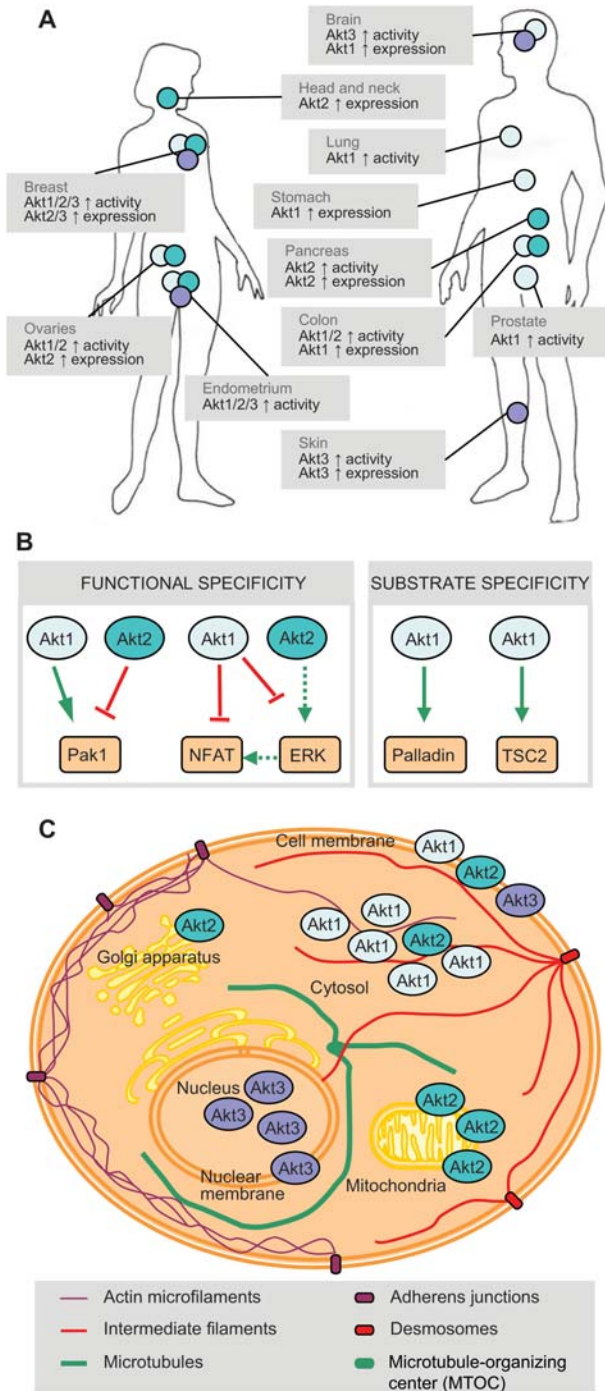 A
Brain
Akt3 ↑ activity
Akt1 ↑ expression
Head and neck
Akt2 ↑ expression
Lung
Akt1 ↑ activity
Breast
Akt1/2/3 ↑ activity
Akt2/3 ↑ expression
Stomach
Akt1 ↑ expression
Pancreas
Akt2 ↑ activity
Akt2 ↑ expression
Ovaries
Akt1/2 ↑ activity
Akt2 ↑ expression
Colon
Akt1/2 ↑ activity
Akt1 ↑ expression
Prostate
Akt1 ↑ activity
Endometrium
Akt1/2/3 ↑ activity
Skin
Akt3 ↑ activity
Akt3 ↑ expression
B
FUNCTIONAL SPECIFICITY
Akt1 Akt2 Akt1 Akt2
Pak1 NFAT ERK
SUBSTRATE SPECIFICITY
Akt1 Akt1
Palladin TSC2
C
Cell membrane
Akt1
Akt2
Akt3
Akt2
Golgi apparatus
Akt1
Akt1
Akt1
Akt2
Akt1
Akt1
Cytosol
Nucleus
Akt3
Akt3
Akt3
Akt3
Nuclear
membrane
Akt2
Akt2
Akt2
Mitochondria
Actin microfilaments
Intermediate filaments
Microtubules
Adherens junctions
Desmosomes
Microtubule-organizing
center (MTOC)